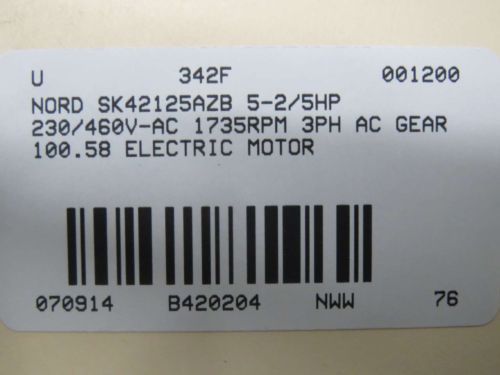 U 342F 001200
NORD SK42125AZB 5-2/5HP
230/460V-AC 1735RPM 3PH AC GEAR
100.58 ELECTRIC MOTOR
070914 B420204 NWW 76